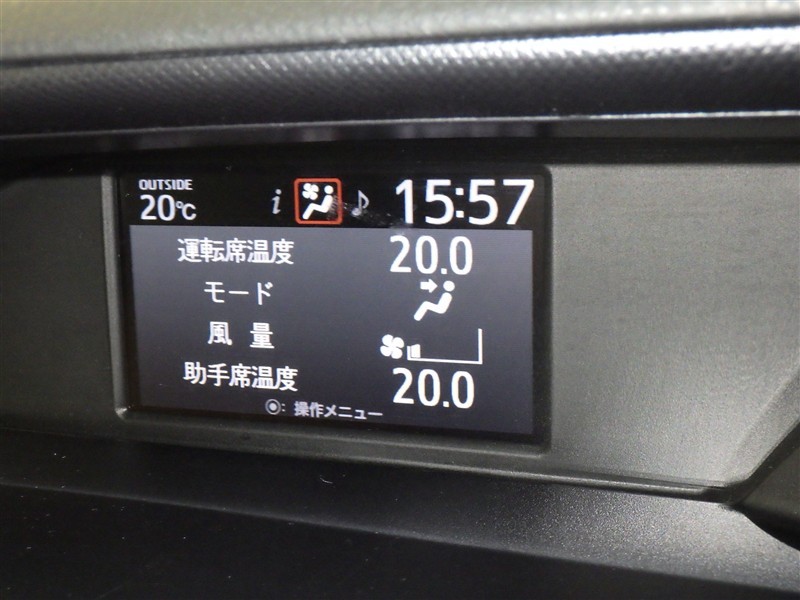 OUTSIDE
20℃ i ♪ 15:57
運転席温度 20.0
モード
風 量
助手席温度 20.0
◉: 操作メニュー